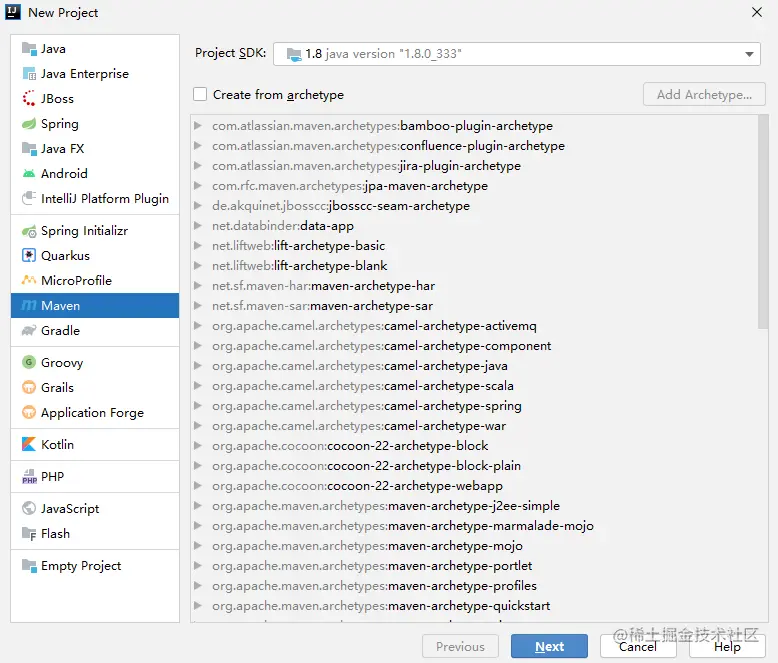 New Project
Java
Java Enterprise
JBoss
Spring
Java FX
Android
IntelliJ Platform Plugin
Spring Initializr
Quarkus
MicroProfile
Maven
Gradle
Groovy
Grails
Application Forge
Kotlin
PHP
JavaScript
Flash
Empty Project
Project SDK: 1.8 java version "1.8.0_333"
Create from archetype Add Archetype...
com.atlassian.maven.archetypes:bamboo-plugin-archetype
com.atlassian.maven.archetypes:confluence-plugin-archetype
com.atlassian.maven.archetypes:jira-plugin-archetype
com.rfc.maven.archetypes:jpa-maven-archetype
de.akquinet.jbosscc:jbosscc-seam-archetype
net.databinder:data-app
net.liftweb:lift-archetype-basic
net.liftweb:lift-archetype-blank
net.sf.maven-har:maven-archetype-har
net.sf.maven-sar:maven-archetype-sar
org.apache.camel.archetypes:camel-archetype-activemq
org.apache.camel.archetypes:camel-archetype-component
org.apache.camel.archetypes:camel-archetype-java
org.apache.camel.archetypes:camel-archetype-scala
org.apache.camel.archetypes:camel-archetype-spring
org.apache.camel.archetypes:camel-archetype-war
org.apache.cocoon:cocoon-22-archetype-block
org.apache.cocoon:cocoon-22-archetype-block-plain
org.apache.cocoon:cocoon-22-archetype-webapp
org.apache.maven.archetypes:maven-archetype-j2ee-simple
org.apache.maven.archetypes:maven-archetype-marmalade-mojo
org.apache.maven.archetypes:maven-archetype-mojo
org.apache.maven.archetypes:maven-archetype-portlet
org.apache.maven.archetypes:maven-archetype-profiles
org.apache.maven.archetypes:maven-archetype-quickstart
@稀土掘金技术社区
Previous Next Cancel Help